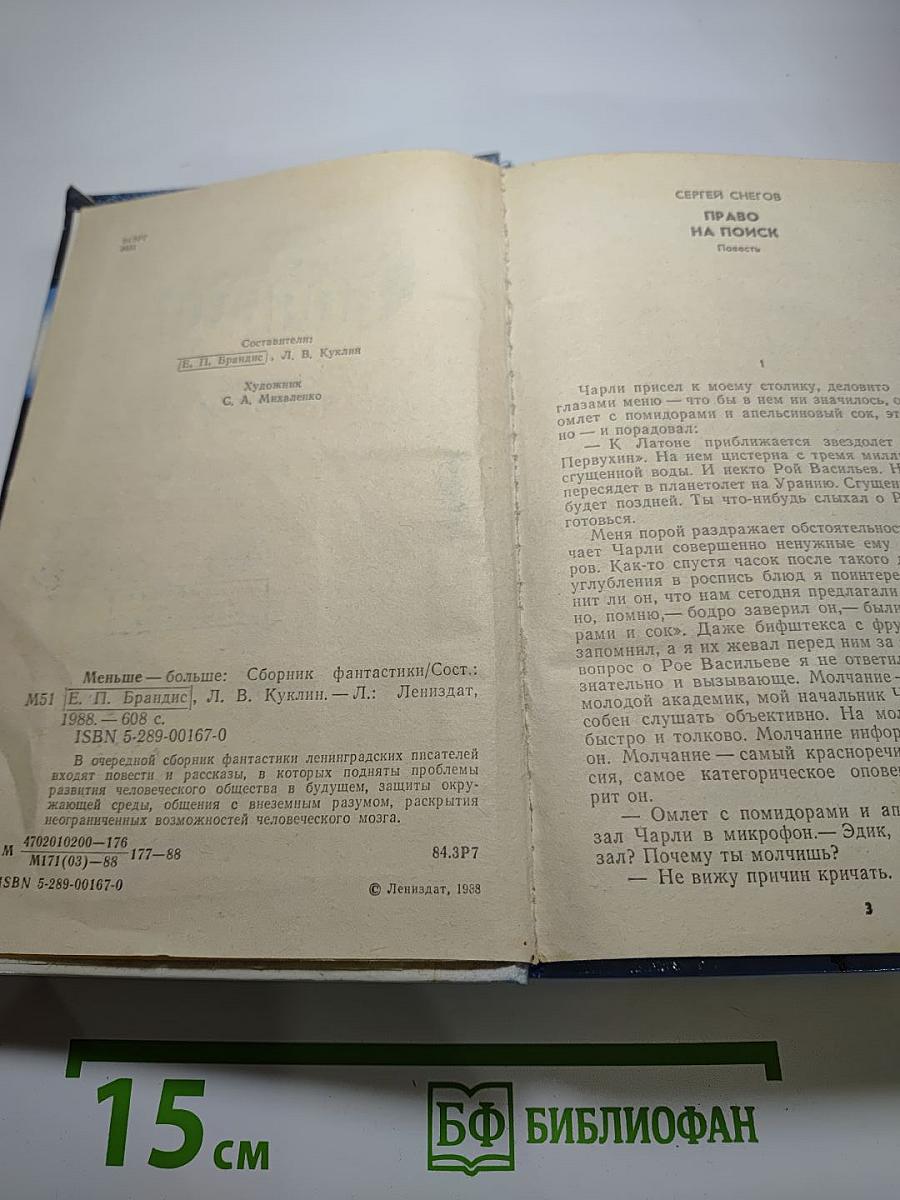 84.3Р7
М51
Составители:
Е. П. Брандис, Л. В. Куклин
Художник
С. А. Михаленко
Меньше — больше: Сборник фантастики/Сост.:
М51 Е. П. Брандис, Л. В. Куклин. — Л.: Лениздат,
1988. — 608 с.
ISBN 5-289-00167-0
В очередной сборник фантастики ленинградских писателей
входят повести и рассказы, в которых подняты проблемы
развития человеческого общества в будущем, защиты окру-
жающей среды, общения с внеземным разумом, раскрытия
неограниченных возможностей человеческого мозга.
М 4702010200—176
М171(03)—88 177—88
84.3Р7
ISBN 5-289-00167-0
© Лениздат, 1988
СЕРГЕЙ СНЕГОВ
ПРАВО
НА ПОИСК
Повесть
1
Чарли присел к моему столику, деловито
глазами меню — что бы в нем ни значилось, о
омлет с помидорами и апельсиновый сок, эт
но — и порадовал:
— К Латоне приближается звездолет
Первухин». На нем цистерна с тремя милл
сгущенной воды. И некто Рой Васильев. Н
пересядет в планетолет на Уранию. Сгущен
будет поздней. Ты что-нибудь слыхал о Р
готовься.
Меня порой раздражает обстоятельнос
чает Чарли совершенно ненужные ему
ров. Как-то спустя часок после такого д
углубления в роспись блюд я поинтере
нит ли он, что нам сегодня предлагали
но, помню,— бодро заверил он,— были
рами и сок». Даже бифштекса с фру
запомнил, а я их жевал перед ним за
вопрос о Рое Васильеве я не ответил
знательно и вызывающе. Молчание —
молодой академик, мой начальник Ч
собен слушать объективно. На мол
быстро и толково. Молчание инфор
он. Молчание — самый красноречи
сия, самое категорическое опове
рит он.
— Омлет с помидорами и ап
зал Чарли в микрофон.— Эдик,
зал? Почему ты молчишь?
— Не вижу причин кричать.
3
15 см
БФ БИБЛИОФАН